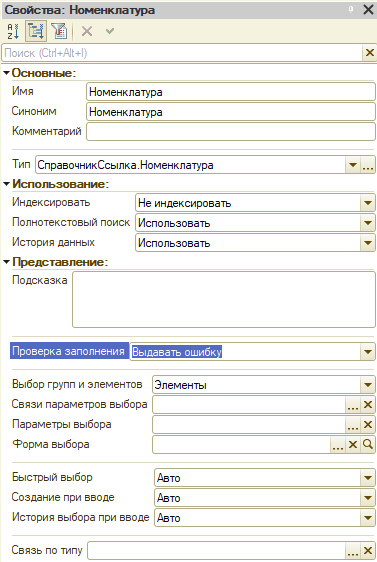 Свойства: Номенклатура
Поиск (Ctrl+Alt+I)
Основные:
Имя Номенклатура
Синоним Номенклатура
Комментарий
Тип СправочникСсылка.Номенклатура
Использование:
Индексировать Не индексировать
Полнотекстовый поиск Использовать
История данных Использовать
Представление:
Подсказка
Проверка заполнения Выдавать ошибку
Выбор групп и элементов Элементы
Связи параметров выбора
Параметры выбора
Форма выбора
Быстрый выбор Авто
Создание при вводе Авто
История выбора при вводе Авто
Связь по типу